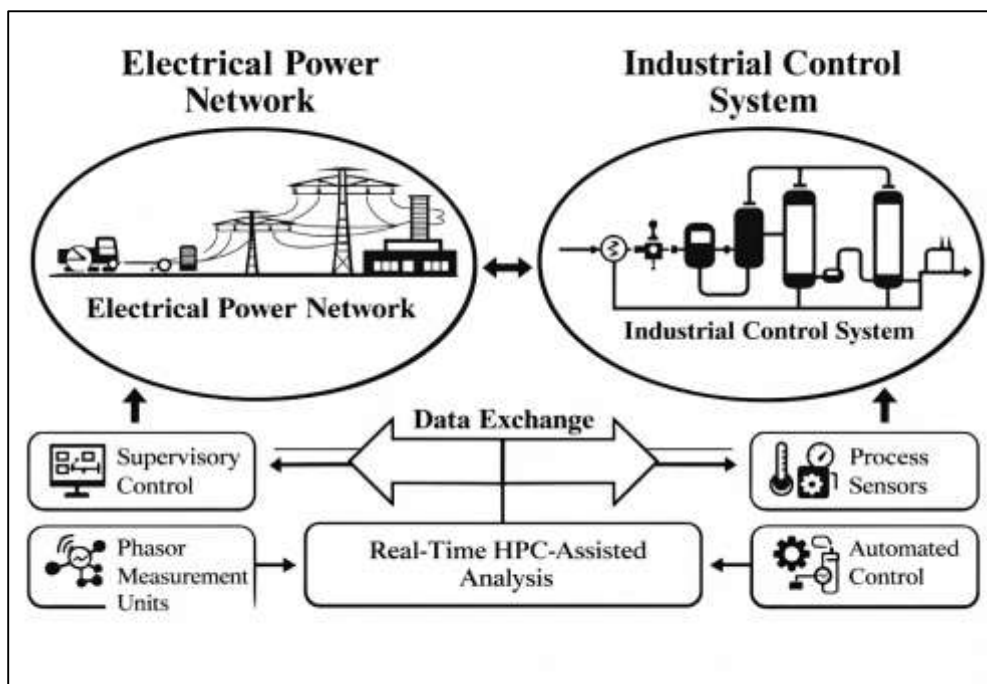 Electrical Power
Network
Industrial Control
System
Electrical Power Network
Industrial Control System
Data Exchange
Supervisory
Control
Process
Sensors
Phasor
Measurement
Units
Real-Time HPC-Assisted
Analysis
Automated
Control